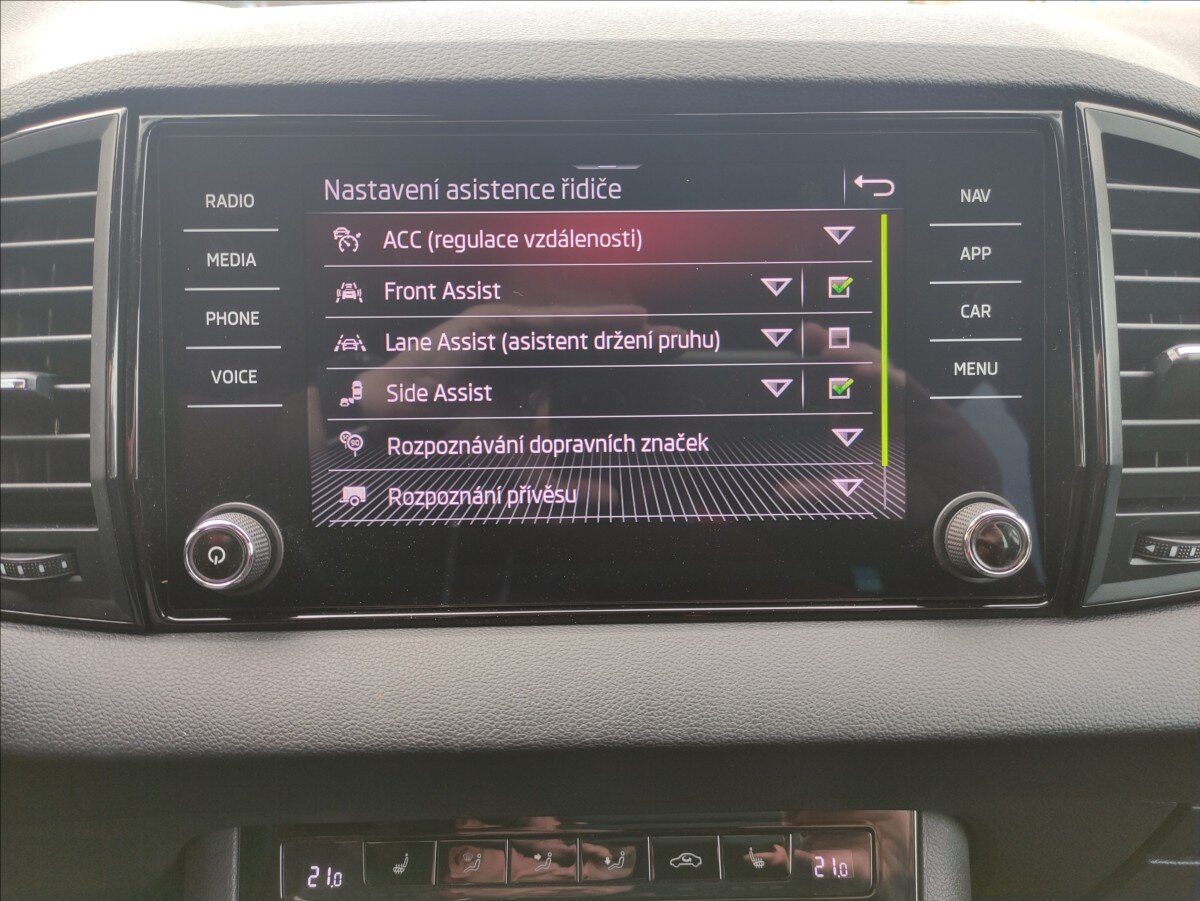 RADIO
MEDIA
PHONE
VOICE
Nastavení asistence řidiče
ACC (regulace vzdálenosti)
Front Assist
Lane Assist (asistent držení pruhu)
Side Assist
Rozpoznávání dopravních značek
Rozpoznání přívěsu
NAV
APP
CAR
MENU
21.0
21.0